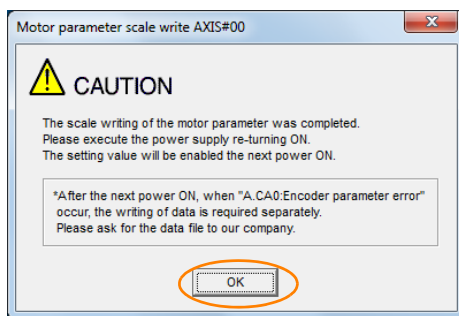 Motor parameter scale write AXIS#00
CAUTION
The scale writing of the motor parameter was completed.
Please execute the power supply re-turning ON.
The setting value will be enabled the next power ON.
*After the next power ON, when "A.CA0:Encoder parameter error"
occur, the writing of data is required separately.
Please ask for the data file to our company.
OK